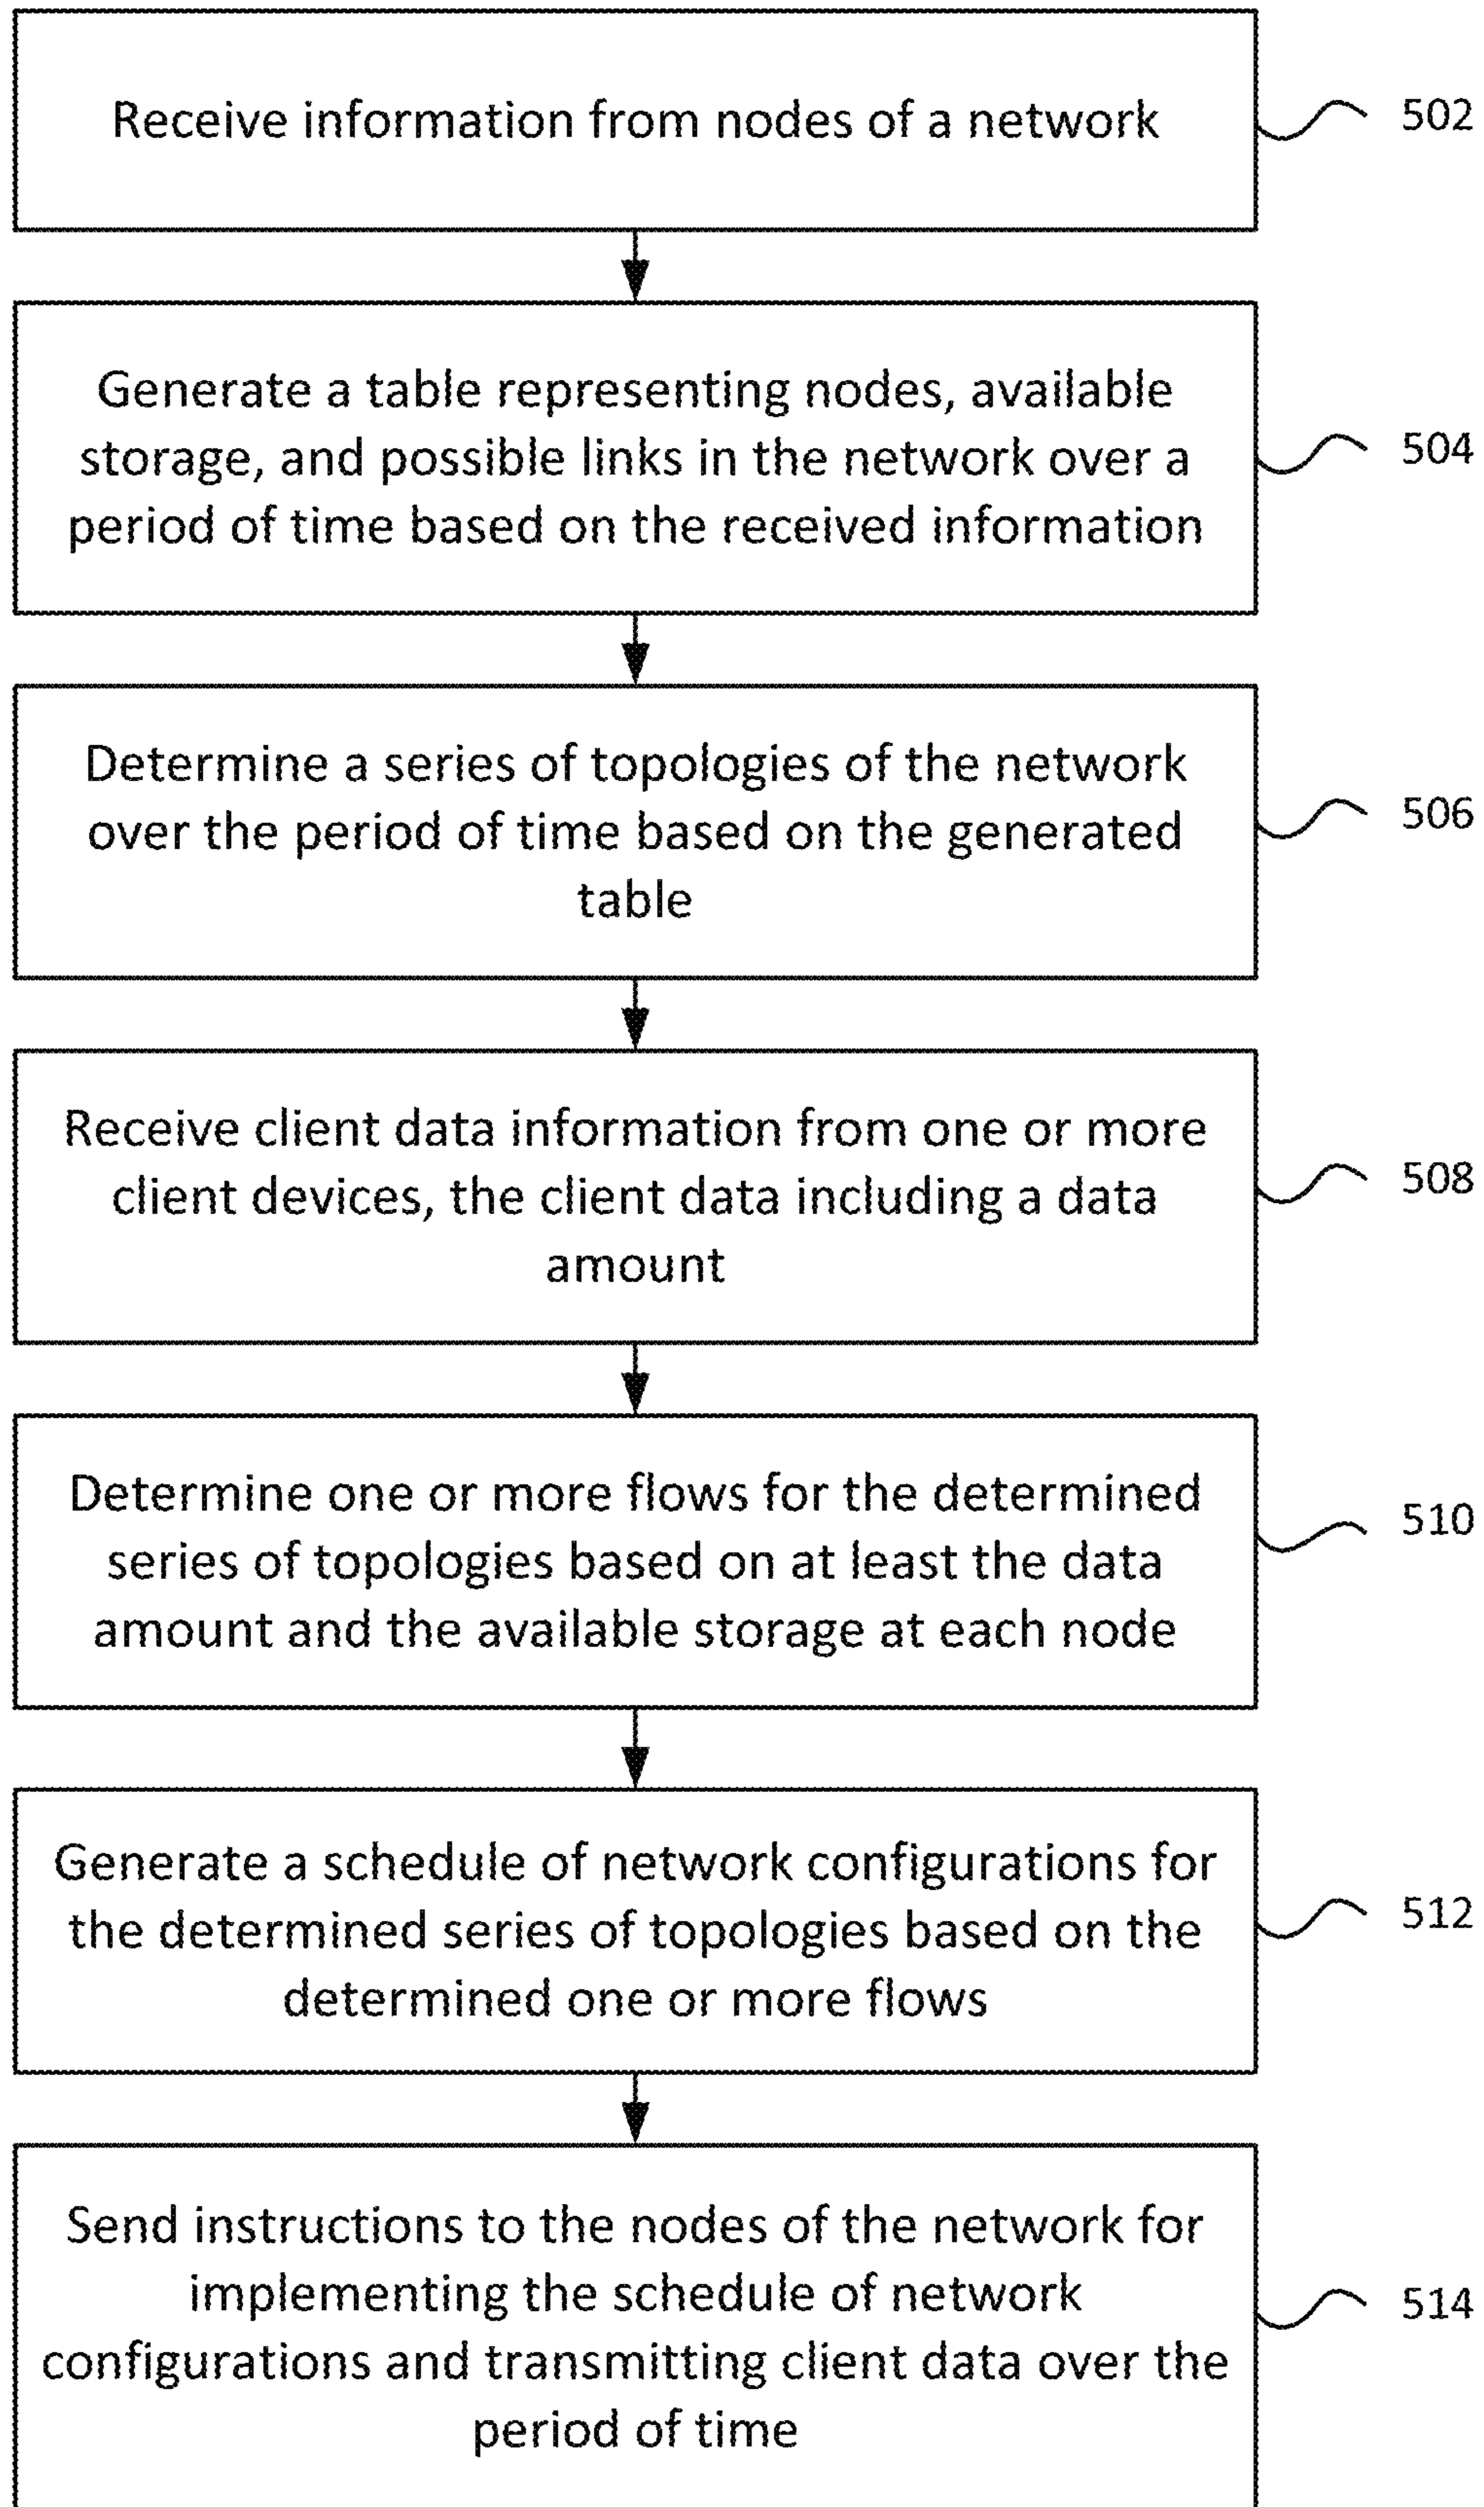 Receive information from nodes of a network
502
Generate a table representing nodes, available
storage, and possible links in the network over a
period of time based on the received information
504
Determine a series of topologies of the network
over the period of time based on the generated
table
506
Receive client data information from one or more
client devices, the client data including a data
amount
508
Determine one or more flows for the determined
series of topologies based on at least the data
amount and the available storage at each node
510
Generate a schedule of network configurations for
the determined series of topologies based on the
determined one or more flows
512
Send instructions to the nodes of the network for
implementing the schedule of network
configurations and transmitting client data over the
period of time
514